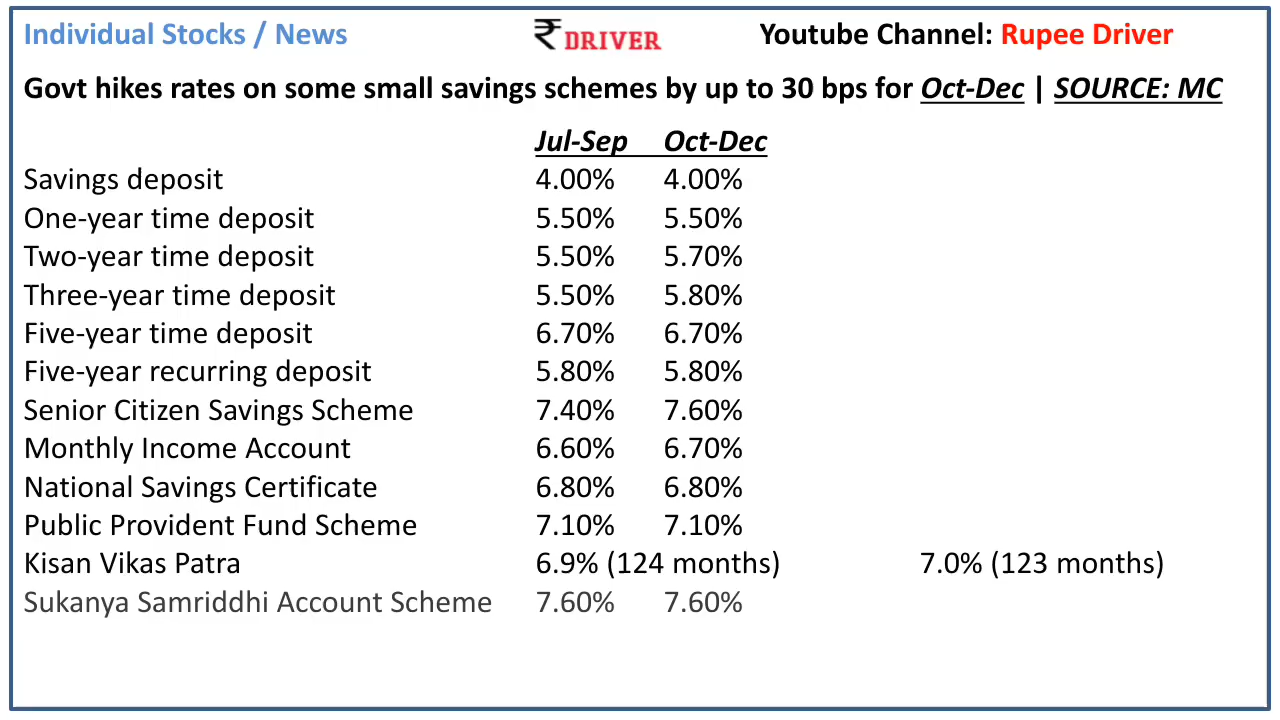 Individual Stocks / News ₹ DRIVER Youtube Channel: Rupee Driver
Govt hikes rates on some small savings schemes by up to 30 bps for Oct-Dec | SOURCE: MC
Jul-Sep Oct-Dec
Savings deposit 4.00% 4.00%
One-year time deposit 5.50% 5.50%
Two-year time deposit 5.50% 5.70%
Three-year time deposit 5.50% 5.80%
Five-year time deposit 6.70% 6.70%
Five-year recurring deposit 5.80% 5.80%
Senior Citizen Savings Scheme 7.40% 7.60%
Monthly Income Account 6.60% 6.70%
National Savings Certificate 6.80% 6.80%
Public Provident Fund Scheme 7.10% 7.10%
Kisan Vikas Patra 6.9% (124 months) 7.0% (123 months)
Sukanya Samriddhi Account Scheme 7.60% 7.60%